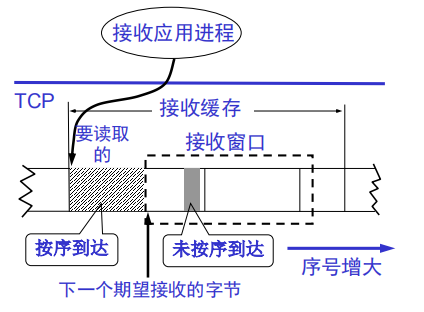 接收应用进程
TCP
接收缓存
要读取
的
接收窗口
按序到达
未按序到达
序号增大
下一个期望接收的字节